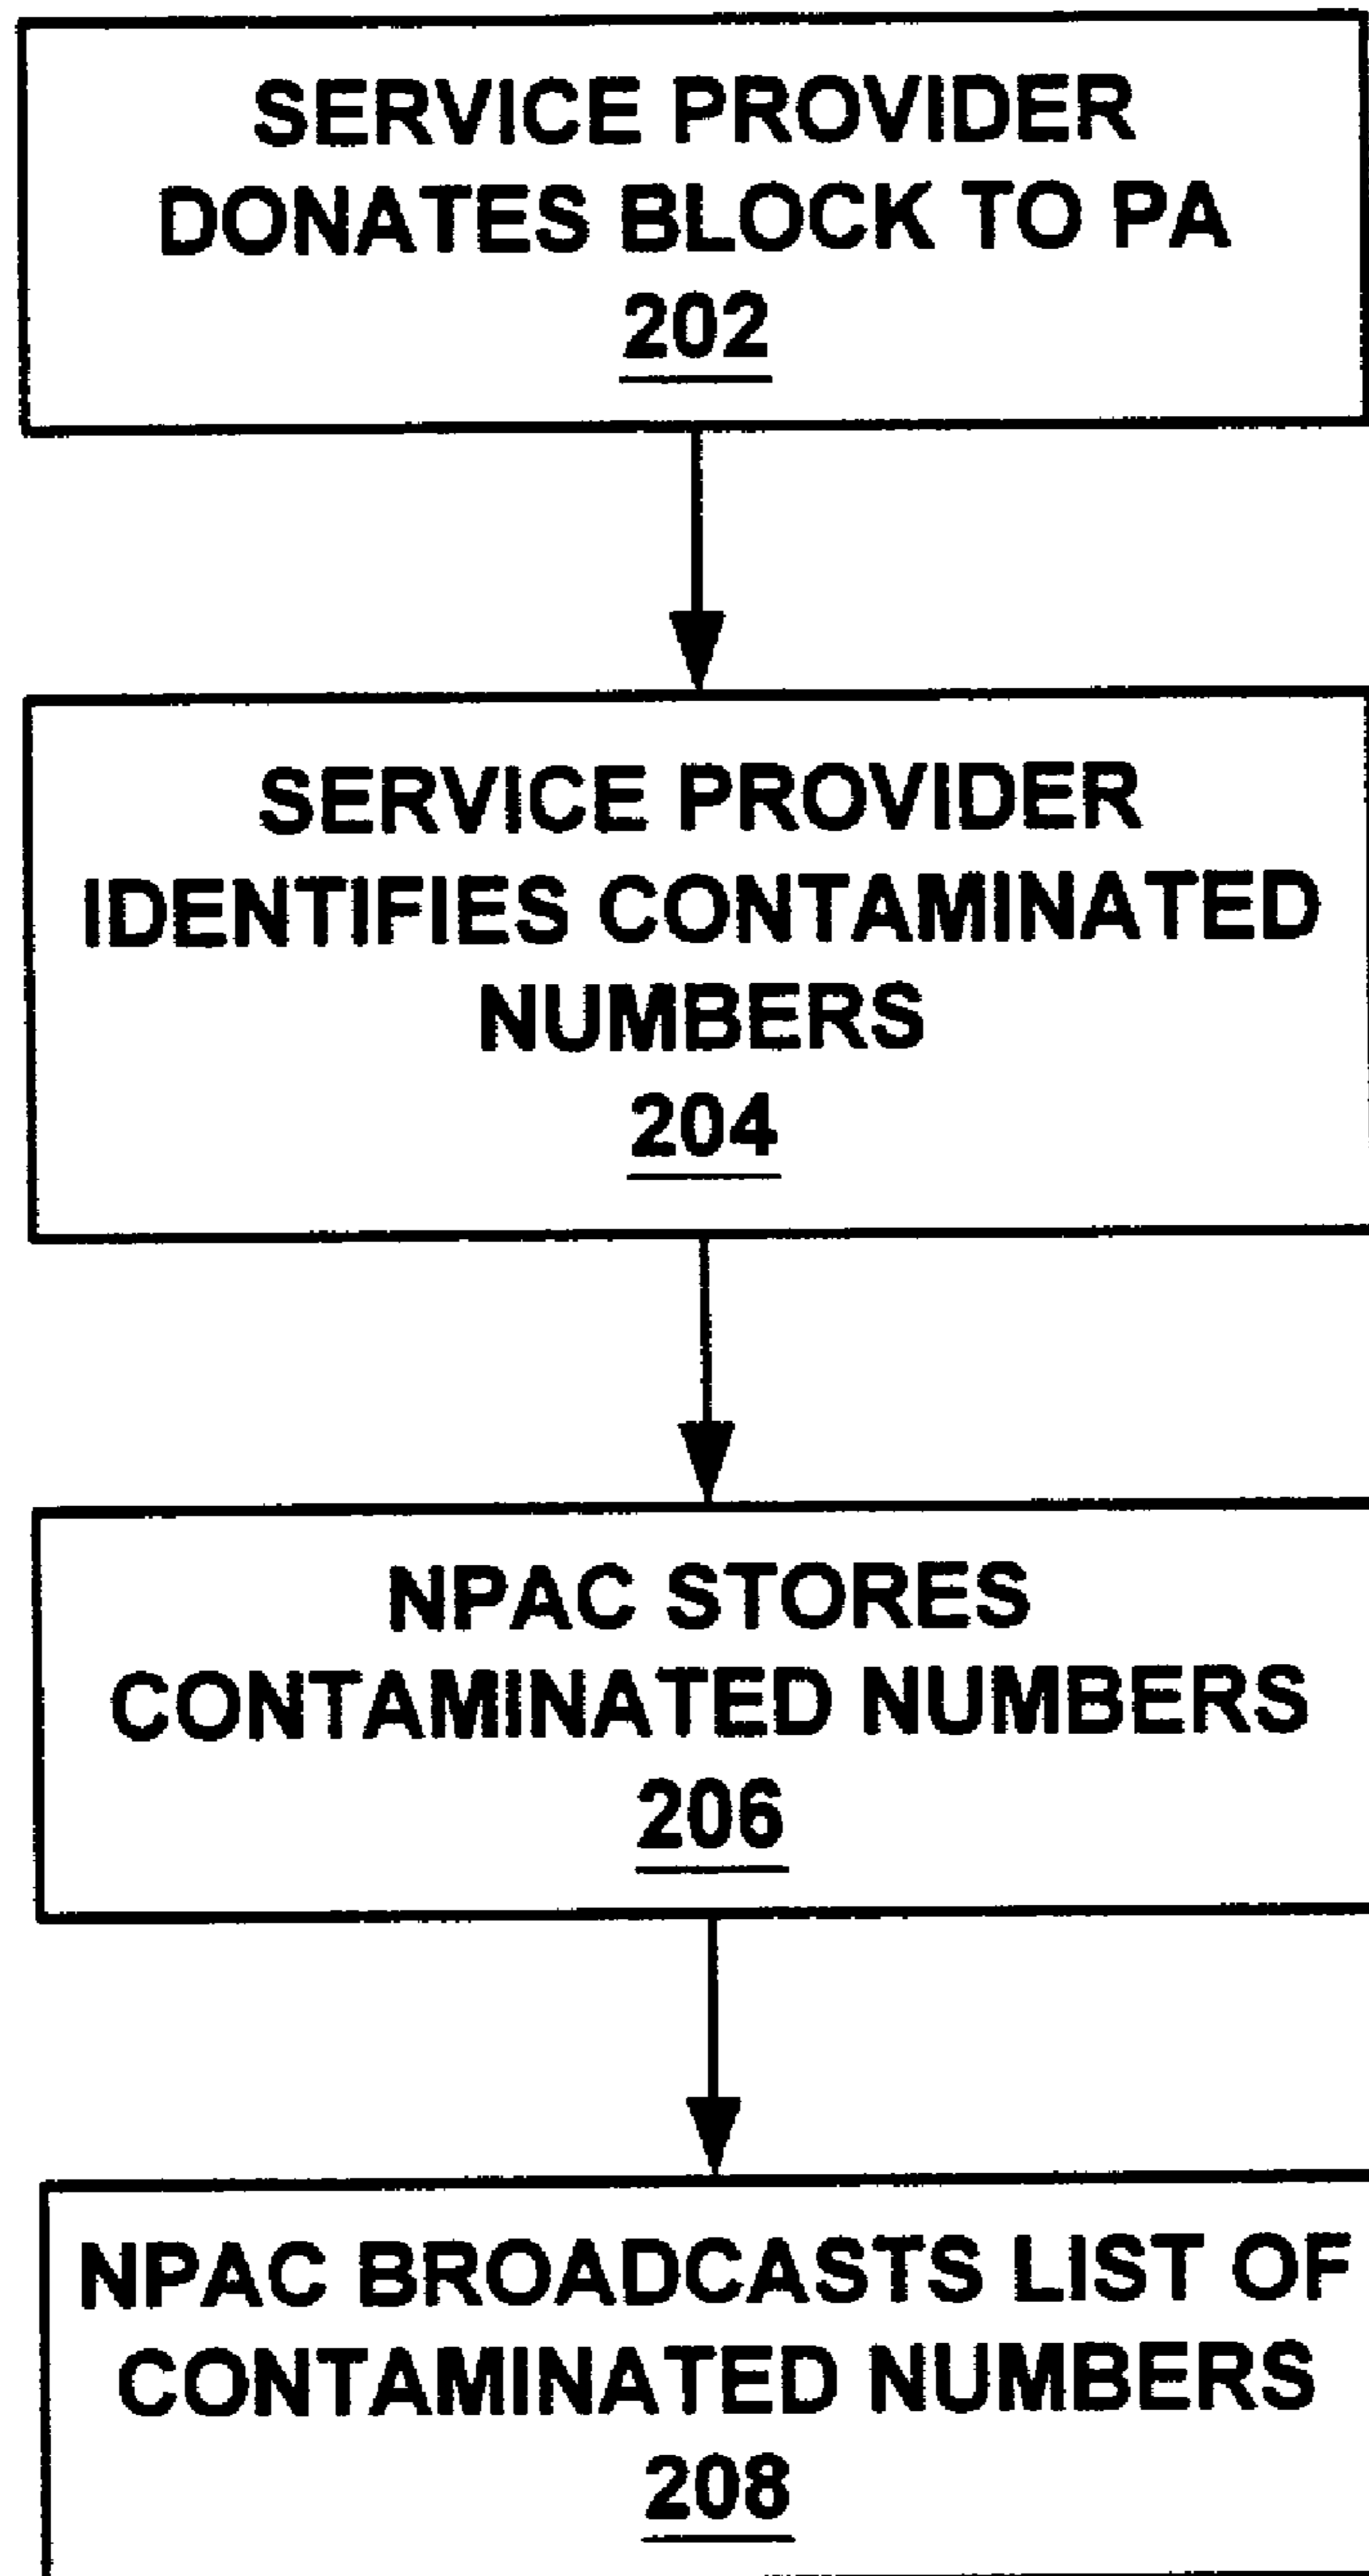 SERVICE PROVIDER
DONATES BLOCK TO PA
202
SERVICE PROVIDER
IDENTIFIES CONTAMINATED
NUMBERS
204
NPAC STORES
CONTAMINATED NUMBERS
206
NPAC BROADCASTS LIST OF
CONTAMINATED NUMBERS
208